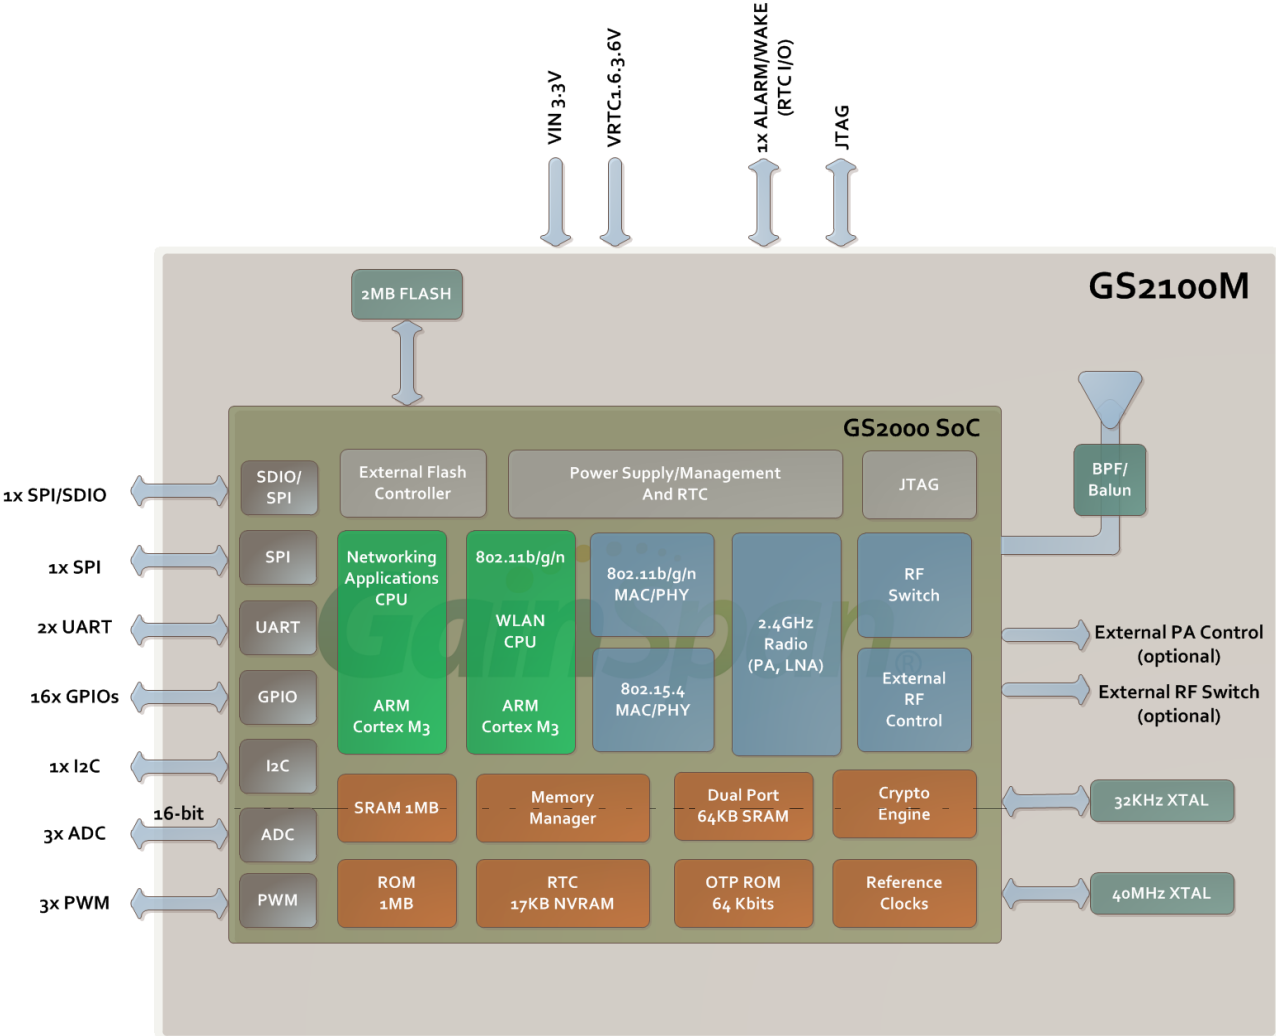 VIN 3.3V
VRTC1.6.3.6V
1x ALARM/WAKE
(RTC I/O)
JTAG
GS2100M
2MB FLASH
GS2000 SoC
SDIO/
SPI
External Flash
Controller
Power Supply/Management
And RTC
JTAG
BPF/
Balun
1x SPI/SDIO
1x SPI
SPI
2x UART
UART
16x GPIOs
GPIO
1x I2C
I2C
16-bit
3x ADC
ADC
3x PWM
PWM
Networking
Applications
CPU
ARM
Cortex M3
802.11b/g/n
WLAN
CPU
ARM
Cortex M3
802.11b/g/n
MAC/PHY
802.15.4
MAC/PHY
2.4GHz
Radio
(PA, LNA)
RF
Switch
External
RF
Control
GainSpan®
External PA Control
(optional)
External RF Switch
(optional)
SRAM 1MB
Memory
Manager
Dual Port
64KB SRAM
Crypto
Engine
32KHz XTAL
ROM
1MB
RTC
17KB NVRAM
OTP ROM
64 Kbits
Reference
Clocks
40MHz XTAL